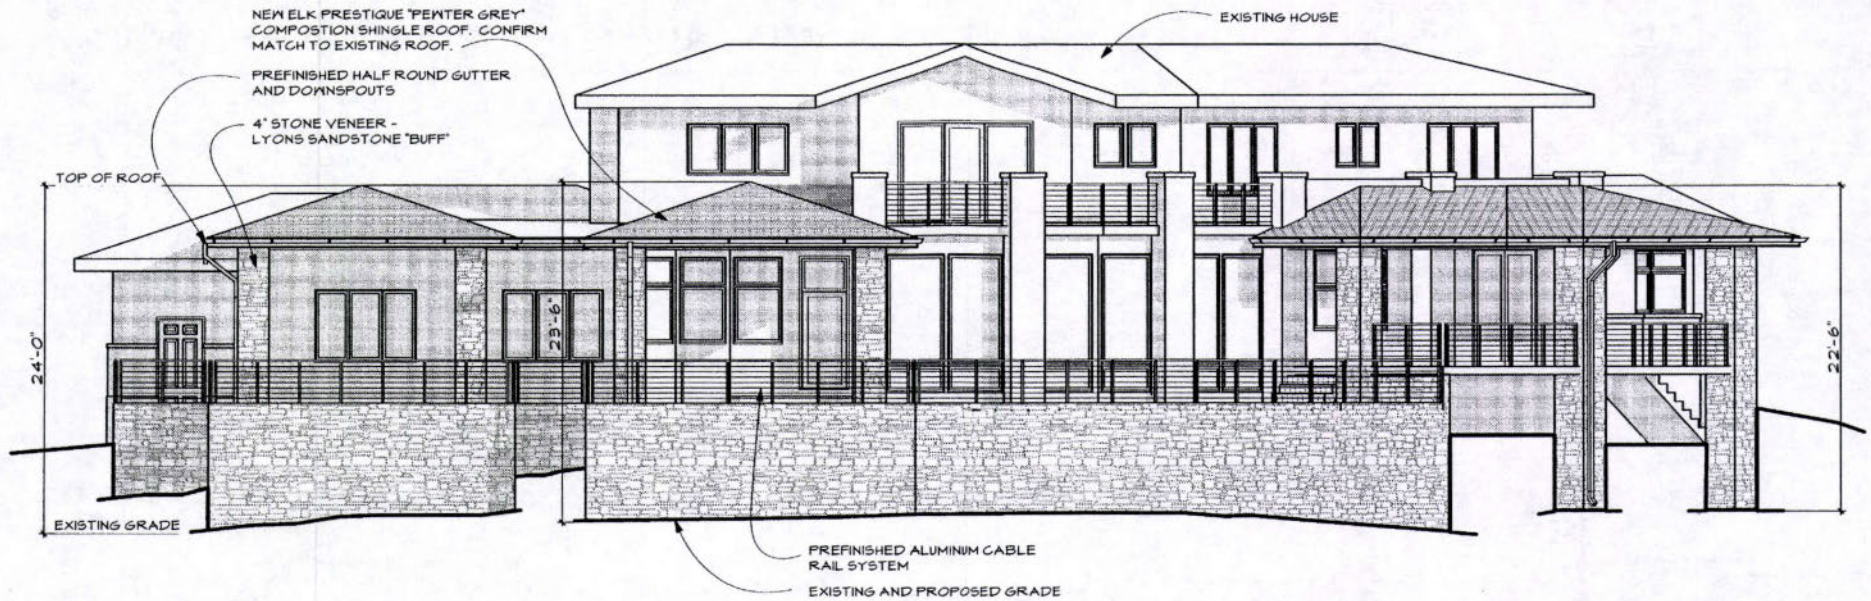 NEW ELK PRESTIQUE "PEWTER GREY"
COMPOSTION SHINGLE ROOF. CONFIRM
MATCH TO EXISTING ROOF.
EXISTING HOUSE
PREFINISHED HALF ROUND GUTTER
AND DOWNSPOUTS
4" STONE VENEER -
LYONS SANDSTONE "BUFF"
TOP OF ROOF
24'-0"
23'-6"
22'-6"
EXISTING GRADE
PREFINISHED ALUMINUM CABLE
RAIL SYSTEM
EXISTING AND PROPOSED GRADE